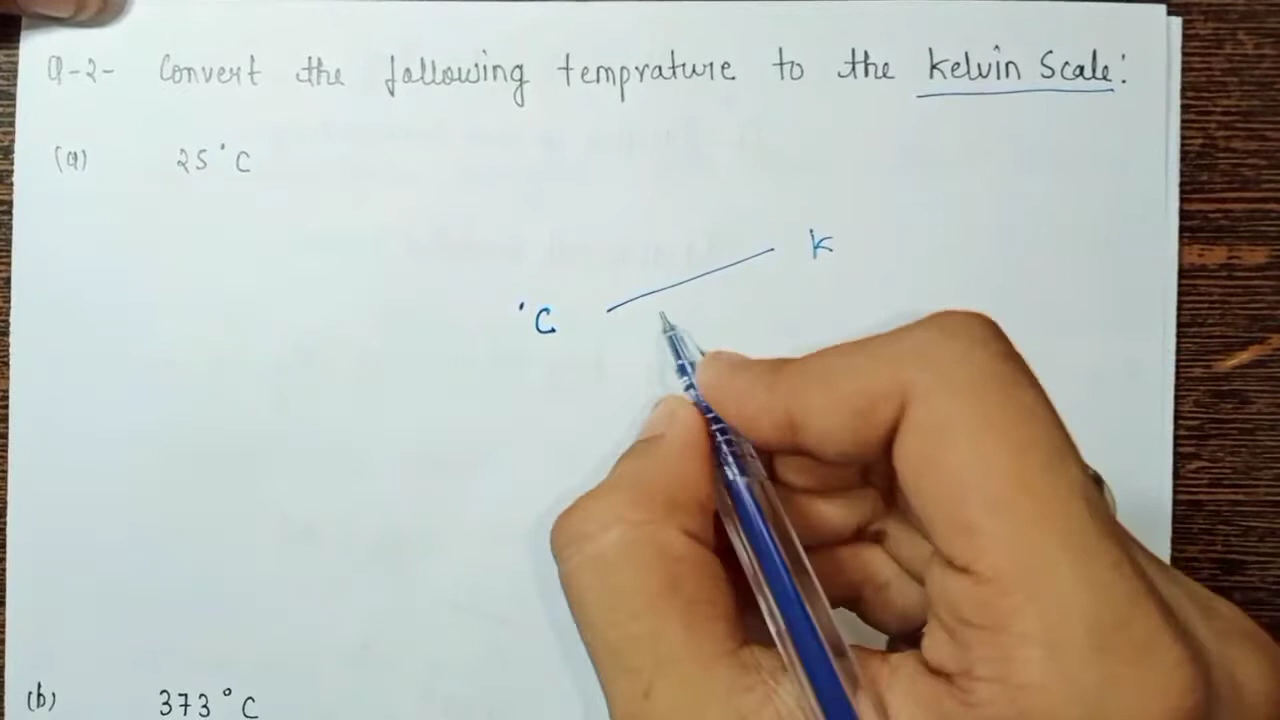 Q-2- Convert the following temprature to the Kelvin Scale:
(a) 25°C
K
°C
(b) 373°C